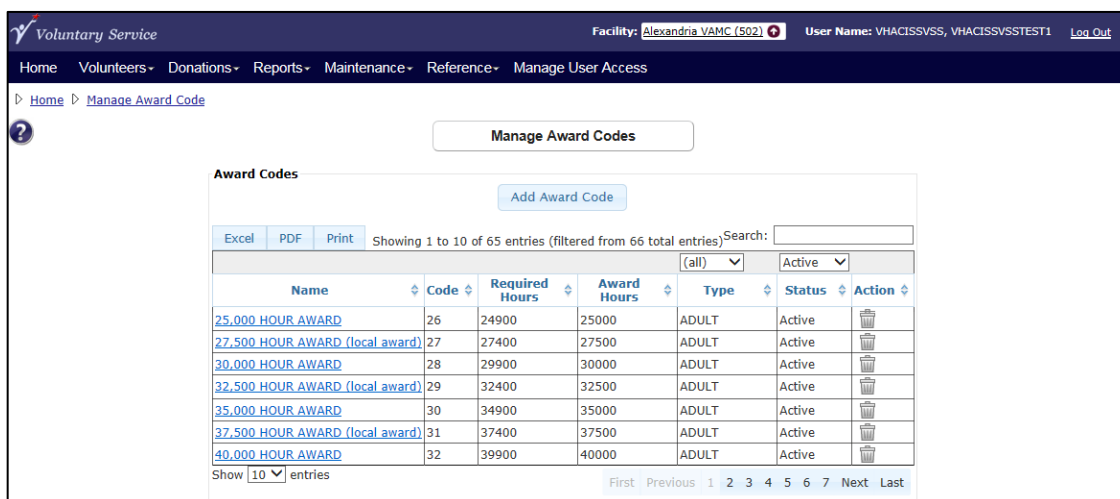 Voluntary Service
Facility: Alexandria VAMC (502) User Name: VHACISSVSS, VHACISSVSSTEST1 Log Out
Home Volunteers Donations Reports Maintenance Reference Manage User Access
Home Manage Award Code
?
Manage Award Codes
Award Codes
Add Award Code
Excel PDF Print Showing 1 to 10 of 65 entries (filtered from 66 total entries) Search:
(all) Active
Name Code Required Hours Award Hours Type Status Action
25,000 HOUR AWARD 26 24900 25000 ADULT Active
27,500 HOUR AWARD (local award) 27 27400 27500 ADULT Active
30,000 HOUR AWARD 28 29900 30000 ADULT Active
32,500 HOUR AWARD (local award) 29 32400 32500 ADULT Active
35,000 HOUR AWARD 30 34900 35000 ADULT Active
37,500 HOUR AWARD (local award) 31 37400 37500 ADULT Active
40,000 HOUR AWARD 32 39900 40000 ADULT Active
Show 10 entries
First Previous 1 2 3 4 5 6 7 Next Last